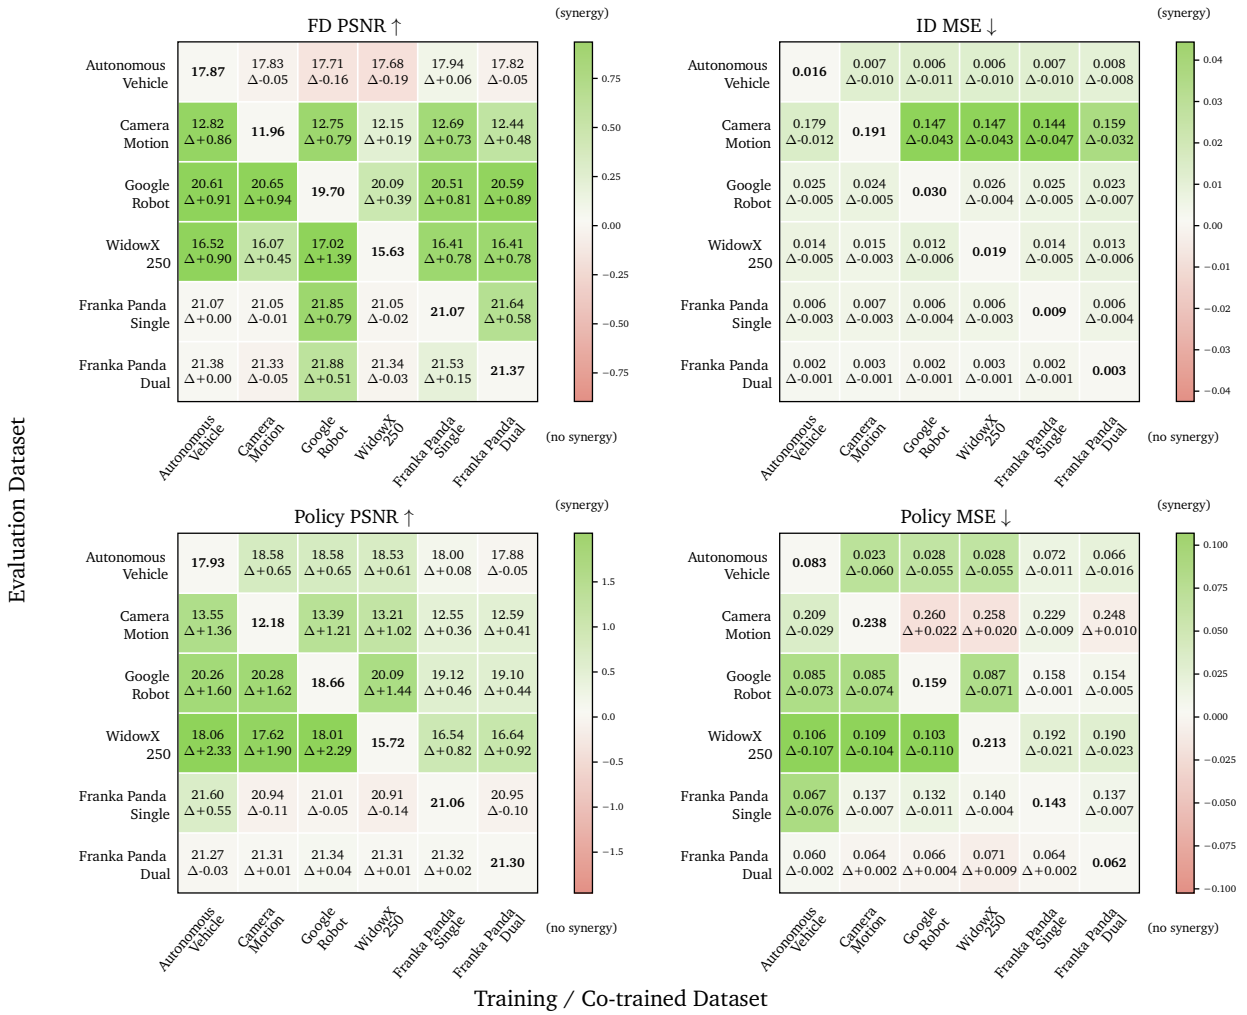 (synergy)
FD PSNR ↑
Autonomous
Vehicle
17.87
17.83
Δ-0.05
17.71
Δ-0.16
17.68
Δ-0.19
17.94
Δ+0.06
17.82
Δ-0.05
Camera
Motion
12.82
Δ+0.86
11.96
12.75
Δ+0.79
12.15
Δ+0.19
12.69
Δ+0.73
12.44
Δ+0.48
Google
Robot
20.61
Δ+0.91
20.65
Δ+0.94
19.70
20.09
Δ+0.39
20.51
Δ+0.81
20.59
Δ+0.89
WidowX
250
16.52
Δ+0.90
16.07
Δ+0.45
17.02
Δ+1.39
15.63
16.41
Δ+0.78
16.41
Δ+0.78
Franka Panda
Single
21.07
Δ+0.00
21.05
Δ-0.01
21.85
Δ+0.79
21.05
Δ-0.02
21.07
21.64
Δ+0.58
Franka Panda
Dual
21.38
Δ+0.00
21.33
Δ-0.05
21.88
Δ+0.51
21.34
Δ-0.03
21.53
Δ+0.15
21.37
0.75
0.50
0.25
0.00
−0.25
−0.50
−0.75
(no synergy)
Autonomous
Vehicle
Camera
Motion
Google
Robot
WidowX
250
Franka Panda
Single
Franka Panda
Dual
(synergy)
ID MSE ↓
Autonomous
Vehicle
0.016
0.007
Δ-0.010
0.006
Δ-0.011
0.006
Δ-0.010
0.007
Δ-0.010
0.008
Δ-0.008
Camera
Motion
0.179
Δ-0.012
0.191
0.147
Δ-0.043
0.147
Δ-0.043
0.144
Δ-0.047
0.159
Δ-0.032
Google
Robot
0.025
Δ-0.005
0.024
Δ-0.005
0.030
0.026
Δ-0.004
0.025
Δ-0.005
0.023
Δ-0.007
WidowX
250
0.014
Δ-0.005
0.015
Δ-0.003
0.012
Δ-0.006
0.019
0.014
Δ-0.005
0.013
Δ-0.006
Franka Panda
Single
0.006
Δ-0.003
0.007
Δ-0.003
0.006
Δ-0.004
0.006
Δ-0.003
0.009
0.006
Δ-0.004
Franka Panda
Dual
0.002
Δ-0.001
0.003
Δ-0.001
0.002
Δ-0.001
0.003
Δ-0.001
0.002
Δ-0.001
0.003
0.04
0.03
0.02
0.01
0.00
−0.01
−0.02
−0.03
−0.04
(no synergy)
Autonomous
Vehicle
Camera
Motion
Google
Robot
WidowX
250
Franka Panda
Single
Franka Panda
Dual
Evaluation Dataset
(synergy)
Policy PSNR ↑
Autonomous
Vehicle
17.93
18.58
Δ+0.65
18.58
Δ+0.65
18.53
Δ+0.61
18.00
Δ+0.08
17.88
Δ-0.05
Camera
Motion
13.55
Δ+1.36
12.18
13.39
Δ+1.21
13.21
Δ+1.02
12.55
Δ+0.36
12.59
Δ+0.41
Google
Robot
20.26
Δ+1.60
20.28
Δ+1.62
18.66
20.09
Δ+1.44
19.12
Δ+0.46
19.10
Δ+0.44
WidowX
250
18.06
Δ+2.33
17.62
Δ+1.90
18.01
Δ+2.29
15.72
16.54
Δ+0.82
16.64
Δ+0.92
Franka Panda
Single
21.60
Δ+0.55
20.94
Δ-0.11
21.01
Δ-0.05
20.91
Δ-0.14
21.06
20.95
Δ-0.10
Franka Panda
Dual
21.27
Δ-0.03
21.31
Δ+0.01
21.34
Δ+0.04
21.31
Δ+0.01
21.32
Δ+0.02
21.30
1.5
1.0
0.5
0.0
−0.5
−1.0
−1.5
(no synergy)
Autonomous
Vehicle
Camera
Motion
Google
Robot
WidowX
250
Franka Panda
Single
Franka Panda
Dual
(synergy)
Policy MSE ↓
Autonomous
Vehicle
0.083
0.023
Δ-0.060
0.028
Δ-0.055
0.028
Δ-0.055
0.072
Δ-0.011
0.066
Δ-0.016
Camera
Motion
0.209
Δ-0.029
0.238
0.260
Δ+0.022
0.258
Δ+0.020
0.229
Δ-0.009
0.248
Δ+0.010
Google
Robot
0.085
Δ-0.073
0.085
Δ-0.074
0.159
0.087
Δ-0.071
0.158
Δ-0.001
0.154
Δ-0.005
WidowX
250
0.106
Δ-0.107
0.109
Δ-0.104
0.103
Δ-0.110
0.213
0.192
Δ-0.021
0.190
Δ-0.023
Franka Panda
Single
0.067
Δ-0.076
0.137
Δ-0.007
0.132
Δ-0.011
0.140
Δ-0.004
0.143
0.137
Δ-0.007
Franka Panda
Dual
0.060
Δ-0.002
0.064
Δ+0.002
0.066
Δ+0.004
0.071
Δ+0.009
0.064
Δ+0.002
0.062
0.100
0.075
0.050
0.025
0.000
−0.025
−0.050
−0.075
−0.100
(no synergy)
Autonomous
Vehicle
Camera
Motion
Google
Robot
WidowX
250
Franka Panda
Single
Franka Panda
Dual
Training / Co-trained Dataset